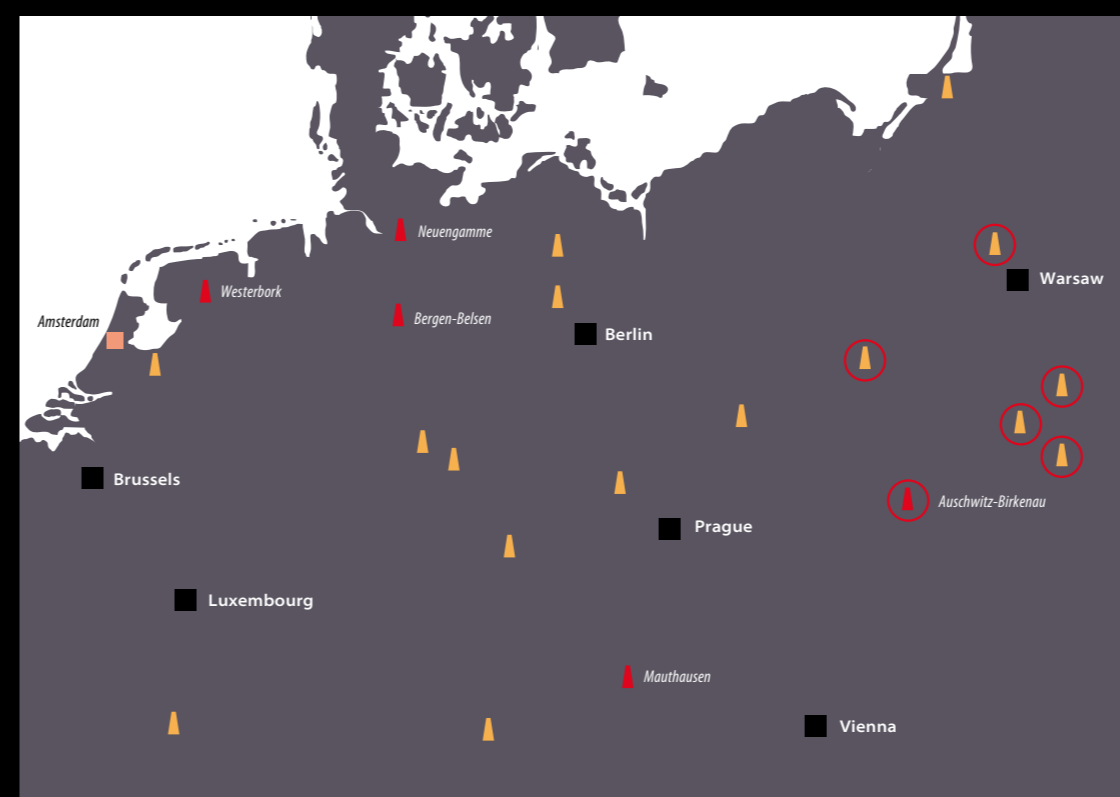 Neuengamme
Warsaw
Westerbork
Amsterdam
Bergen-Belsen
Berlin
Brussels
Auschwitz-Birkenau
Prague
Luxembourg
Mauthausen
Vienna